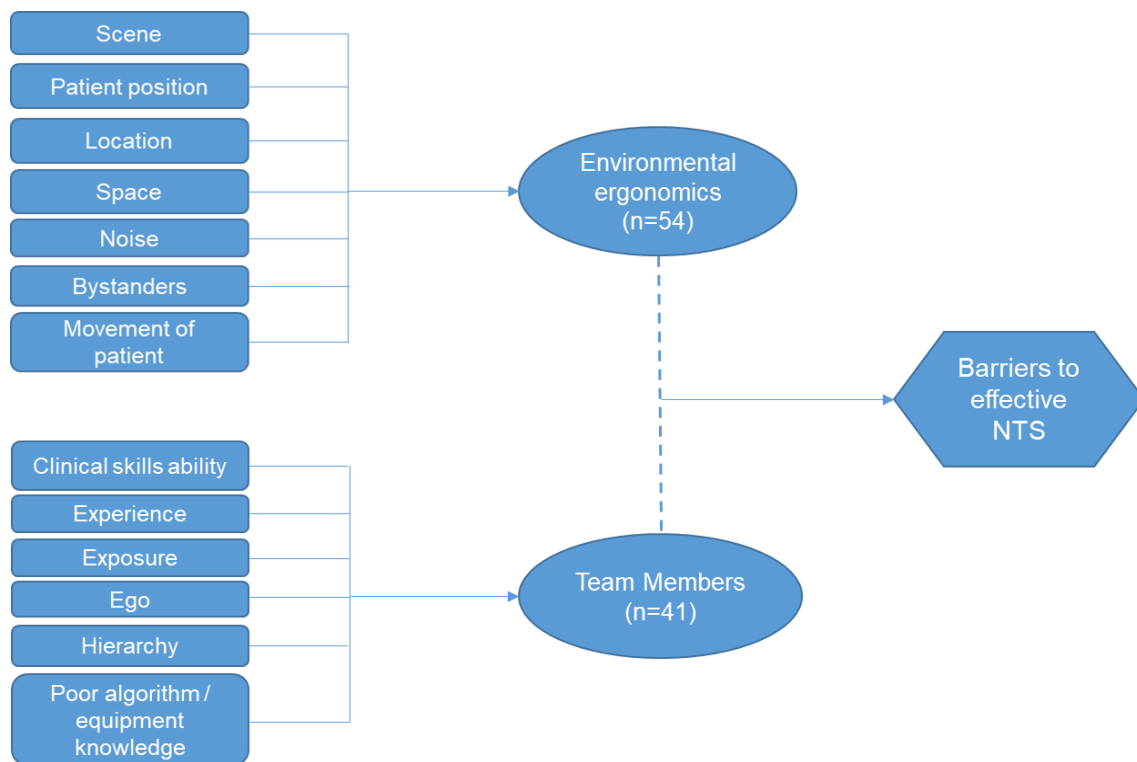 Scene
Patient position
Location
Space
Noise
Bystanders
Movement of
patient
Environmental
ergonomics
(n=54)
Barriers to
effective
NTS
Clinical skills ability
Experience
Exposure
Ego
Hierarchy
Poor algorithm /
equipment
knowledge
Team Members
(n=41)